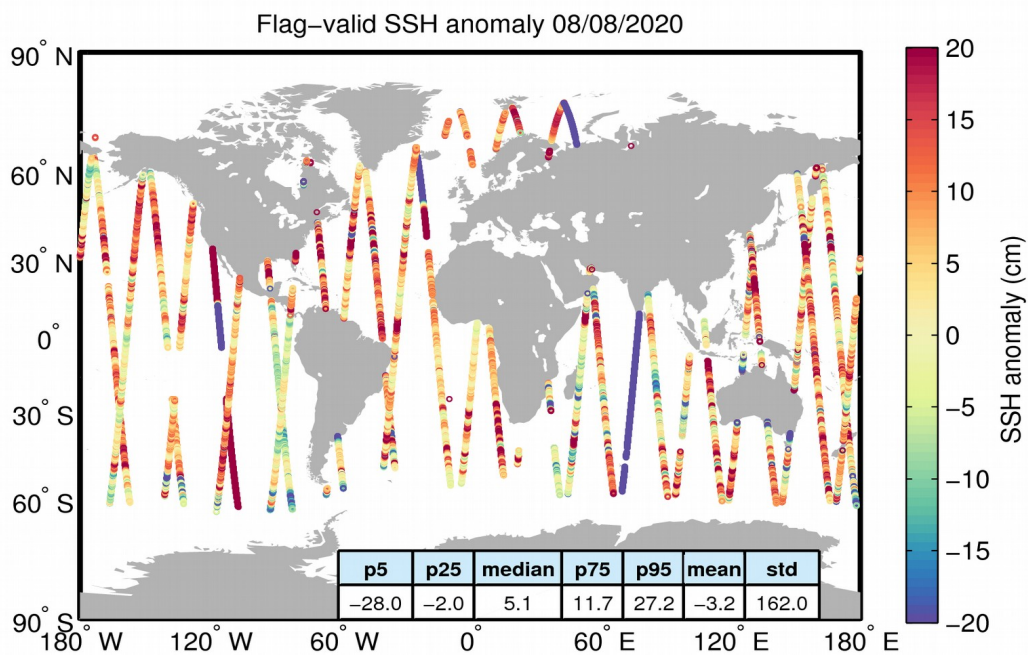 Flag−valid SSH anomaly 08/08/2020
90° N
60° N
30° N
0°
30° S
60° S
90° S
180° W
120° W
60° W
0°
60° E
120° E
180° E
p5 p25 median p75 p95 mean std
−28.0 −2.0 5.1 11.7 27.2 −3.2 162.0
20
15
10
5
0
−5
−10
−15
−20
SSH anomaly (cm)